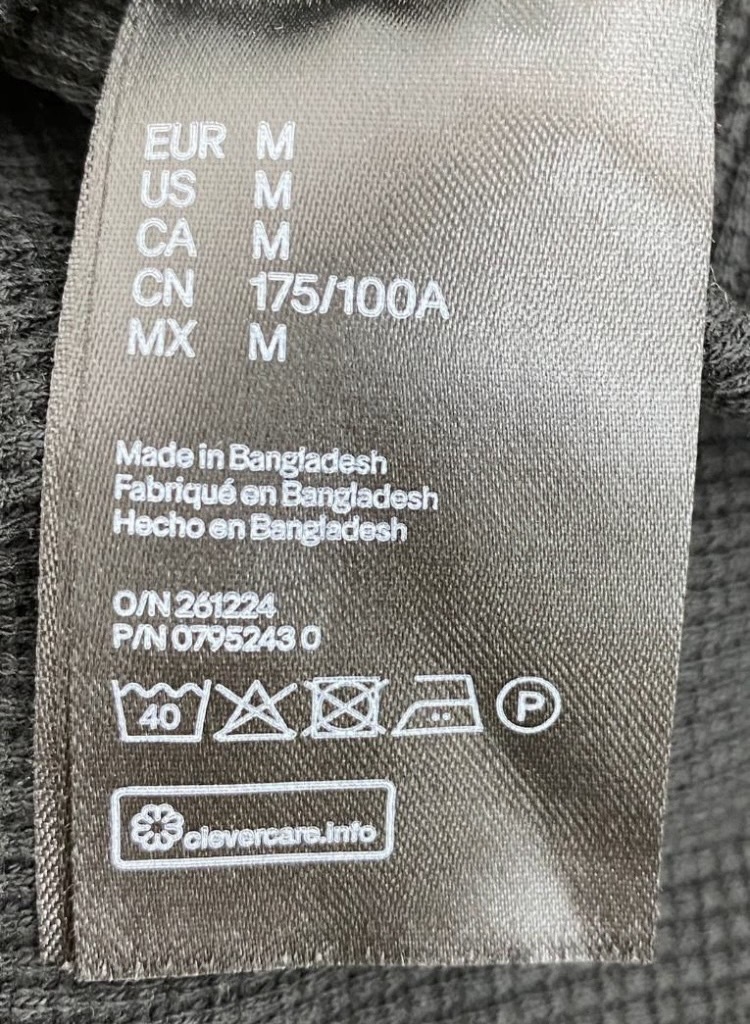 EUR M
US M
CA M
CN 175/100A
MX M
Made in Bangladesh
Fabriqué en Bangladesh
Hecho en Bangladesh
O/N 261224
P/N 0795243 0
40 P
clevercare.info